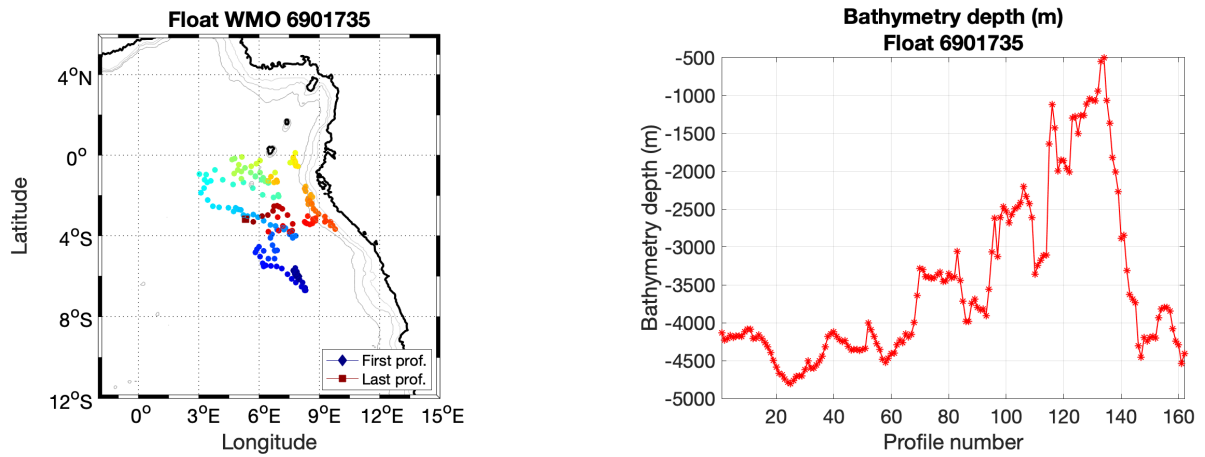 Float WMO 6901735
4°N
0°
4°S
8°S
12°S
0°
3°E
6°E
9°E
12°E
15°E
Latitude
Longitude
First prof.
Last prof.
Bathymetry depth (m)
Float 6901735
-500
-1000
-1500
-2000
-2500
-3000
-3500
-4000
-4500
-5000
20
40
60
80
100
120
140
160
Bathymetry depth (m)
Profile number